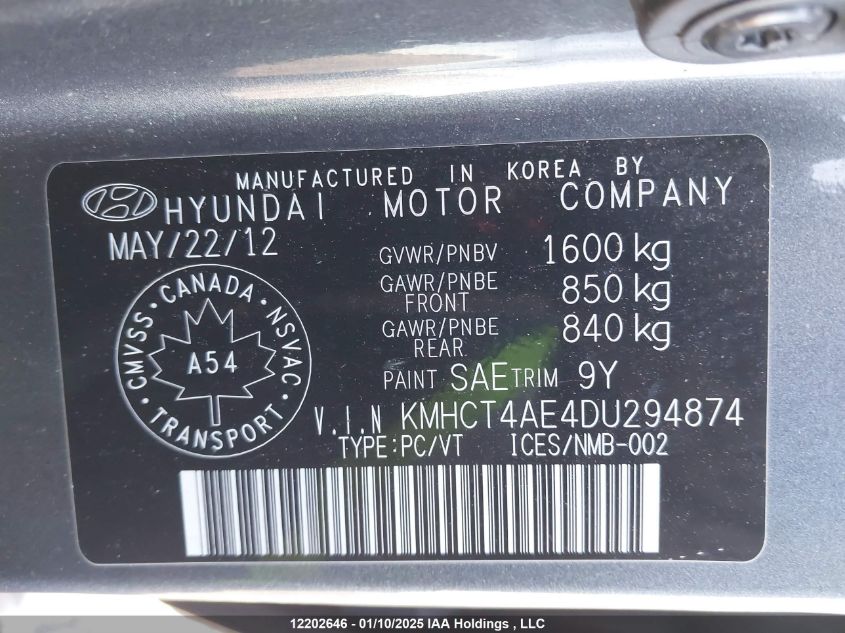 MANUFACTURED IN KOREA BY
HYUNDAI MOTOR COMPANY
MAY/22/12
GVWR/PNBV 1600 kg
GAWR/PNBE FRONT 850 kg
GAWR/PNBE REAR 840 kg
PAINT SAE TRIM 9Y
CMVSS · CANADA · NSVAC · TRANSPORT ·
A54
V.I.N KMHCT4AE4DU294874
TYPE:PC/VT ICES/NMB-002
12202646 - 01/10/2025 IAA Holdings , LLC